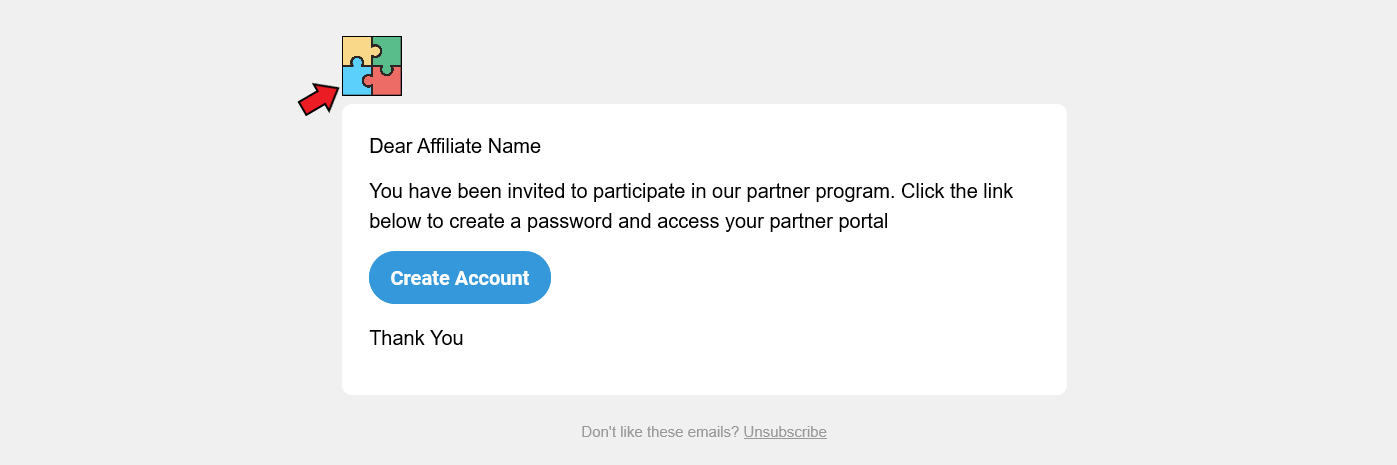 Dear Affiliate Name
You have been invited to participate in our partner program. Click the link
below to create a password and access your partner portal
Create Account
Thank You
Don't like these emails? Unsubscribe